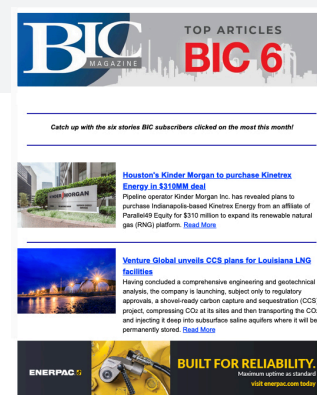 BIC
MAGAZINE
TOP ARTICLES
BIC 6
Catch up with the six stories BIC subscribers clicked on the most this month!
KINDER MORGAN
Houston's Kinder Morgan to purchase Kinetrex
Energy in $310MM deal
Pipeline operator Kinder Morgan Inc. has revealed plans to
purchase Indianapolis-based Kinetrex Energy from an affiliate of
Parallel49 Equity for $310 million to expand its renewable natural
gas (RNG) platform. Read More
Venture Global unveils CCS plans for Louisiana LNG
facilities
Having concluded a comprehensive engineering and geotechnical
analysis, the company is launching, subject only to regulatory
approvals, a shovel-ready carbon capture and sequestration (CCS)
project, compressing CO2 at its sites and then transporting the CO2
and injecting it deep into subsurface saline aquifers where it will be
permanently stored. Read More
ENERPAC
BUILT FOR RELIABILITY.
Maximum uptime as standard
visit enerpac.com today